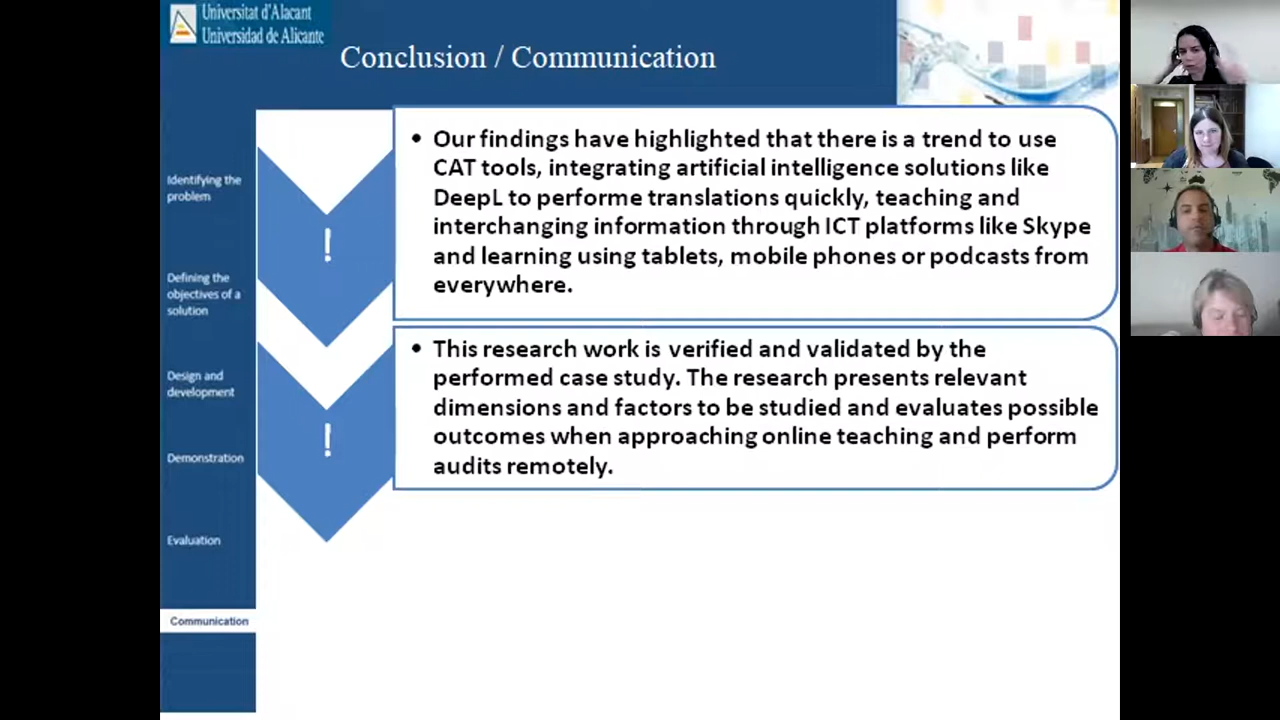 Universitat d'Alacant
Universidad de Alicante
Conclusion / Communication
Identifying the
problem
Defining the
objectives of a
solution
Design and
development
Demonstration
Evaluation
Communication
!
• Our findings have highlighted that there is a trend to use
CAT tools, integrating artificial intelligence solutions like
DeepL to performe translations quickly, teaching and
interchanging information through ICT platforms like Skype
and learning using tablets, mobile phones or podcasts from
everywhere.
!
• This research work is verified and validated by the
performed case study. The research presents relevant
dimensions and factors to be studied and evaluates possible
outcomes when approaching online teaching and perform
audits remotely.